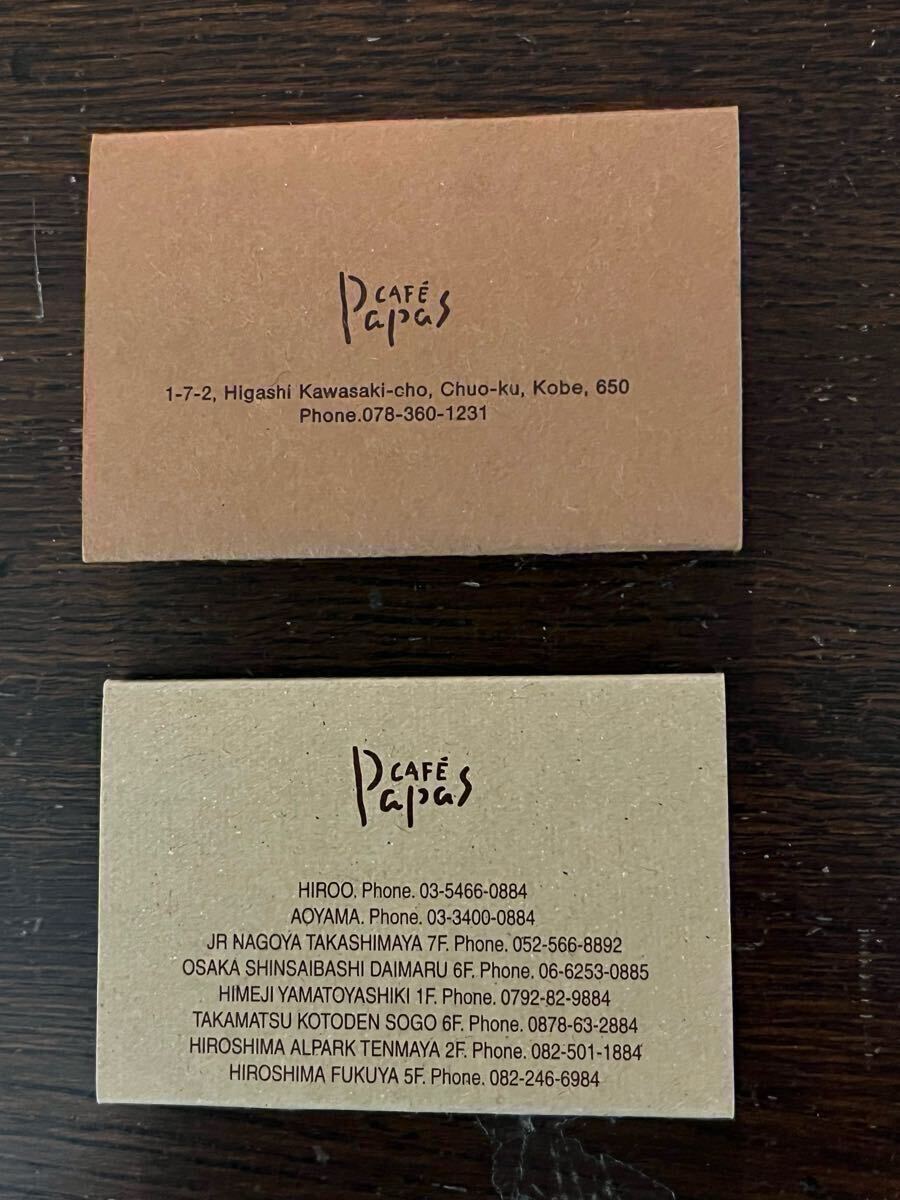 CAFÉ
Papas
1-7-2, Higashi Kawasaki-cho, Chuo-ku, Kobe, 650
Phone.078-360-1231
CAFÉ
Papas
HIROO. Phone. 03-5466-0884
AOYAMA. Phone. 03-3400-0884
JR NAGOYA TAKASHIMAYA 7F. Phone. 052-566-8892
OSAKA SHINSAIBASHI DAIMARU 6F. Phone. 06-6253-0885
HIMEJI YAMATOYASHIKI 1F. Phone. 0792-82-9884
TAKAMATSU KOTODEN SOGO 6F. Phone. 0878-63-2884
HIROSHIMA ALPARK TENMAYA 2F. Phone. 082-501-1884
HIROSHIMA FUKUYA 5F. Phone. 082-246-6984